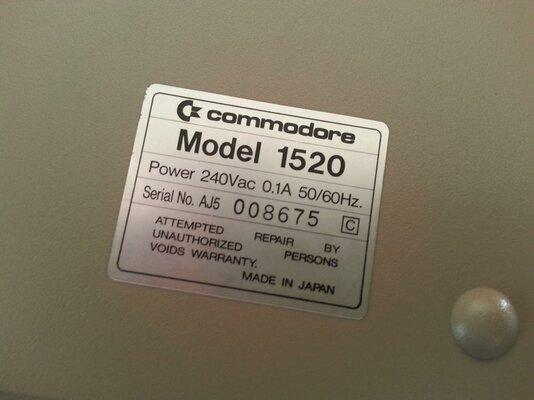 commodore
Model 1520
Power 240Vac 0.1A 50/60Hz.
Serial No. AJ5 008675 C
ATTEMPTED REPAIR BY
UNAUTHORIZED PERSONS
VOIDS WARRANTY.
MADE IN JAPAN